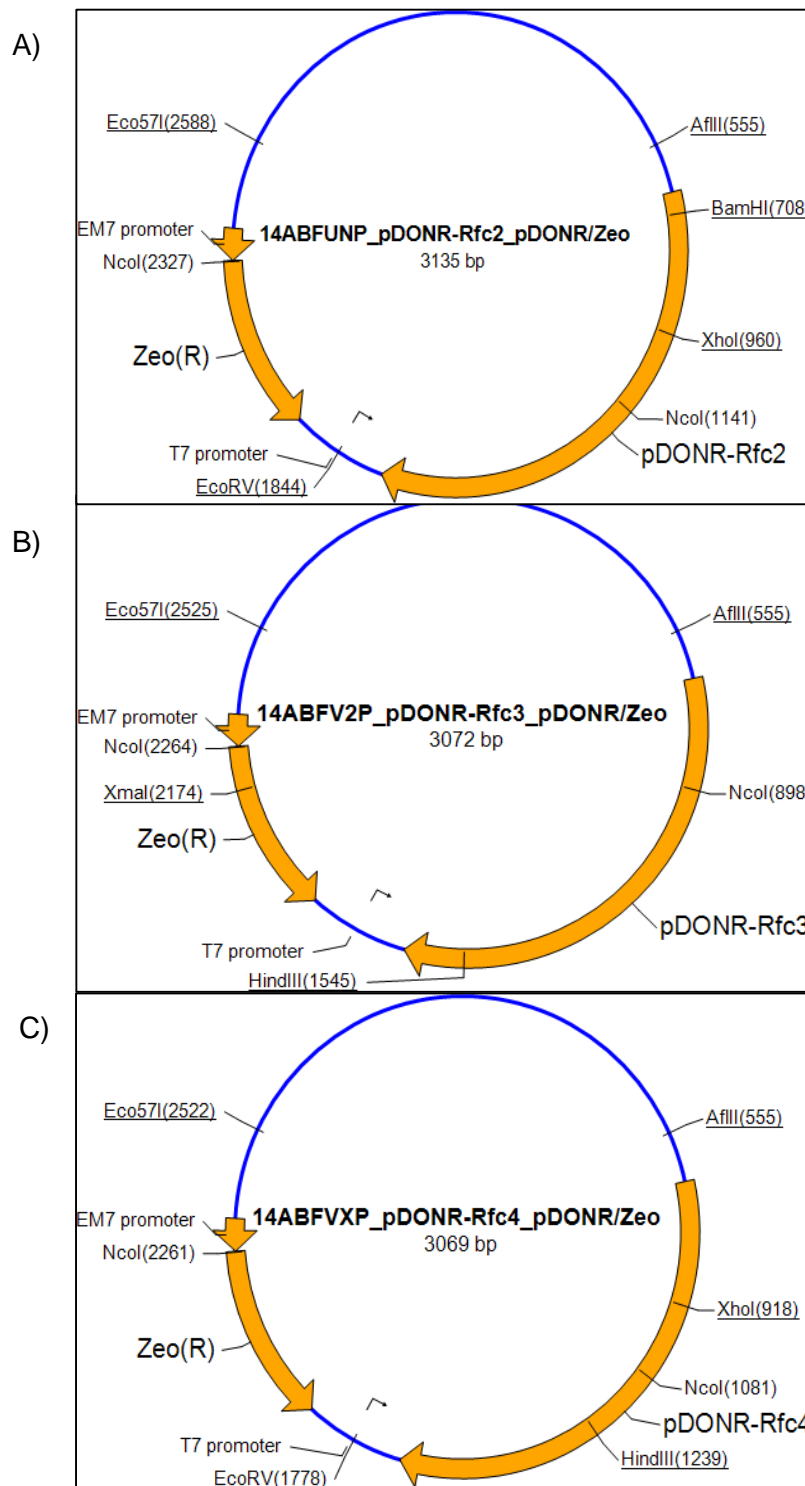 A)
Eco57I(2588)
AflII(555)
BamHI(708
EM7 promoter
14ABFUNP_pDONR-Rfc2_pDONR/Zeo
NcoI(2327)
3135 bp
XhoI(960)
Zeo(R)
NcoI(1141)
pDONR-Rfc2
T7 promoter
EcoRV(1844)
B)
Eco57I(2525)
AflII(555)
EM7 promoter
14ABFV2P_pDONR-Rfc3_pDONR/Zeo
NcoI(2264)
3072 bp
XmaI(2174)
NcoI(898
Zeo(R)
pDONR-Rfc3
T7 promoter
HindIII(1545)
C)
Eco57I(2522)
AflII(555)
EM7 promoter
14ABFVXP_pDONR-Rfc4_pDONR/Zeo
NcoI(2261)
3069 bp
XhoI(918)
Zeo(R)
NcoI(1081)
pDONR-Rfc4
T7 promoter
HindIII(1239)
EcoRV(1778)